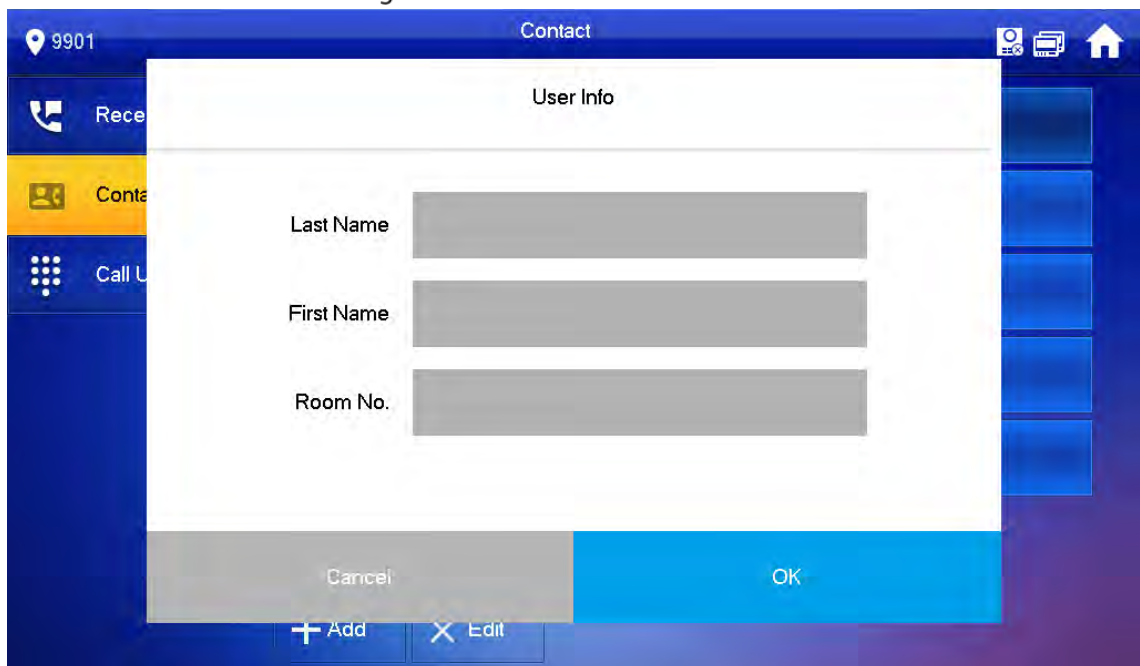 9901
Contact
User Info
Rece
Conta
Call U
Last Name
First Name
Room No.
Cancel
OK
Add
Edit